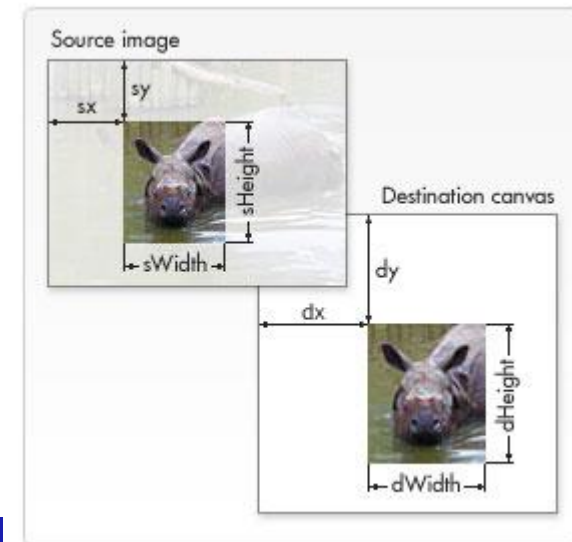 Source image
sy
sx
sHeight
sWidth
Destination canvas
dy
dx
dHeight
dWidth